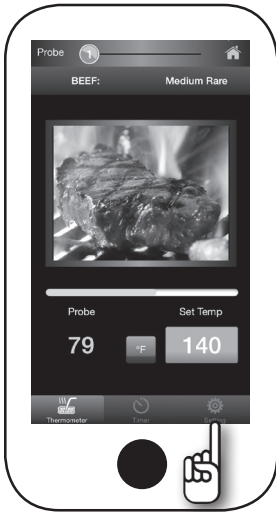 Probe 1
BEEF: Medium Rare
Probe Set Temp
79 °F 140
Thermometer Timer Setting